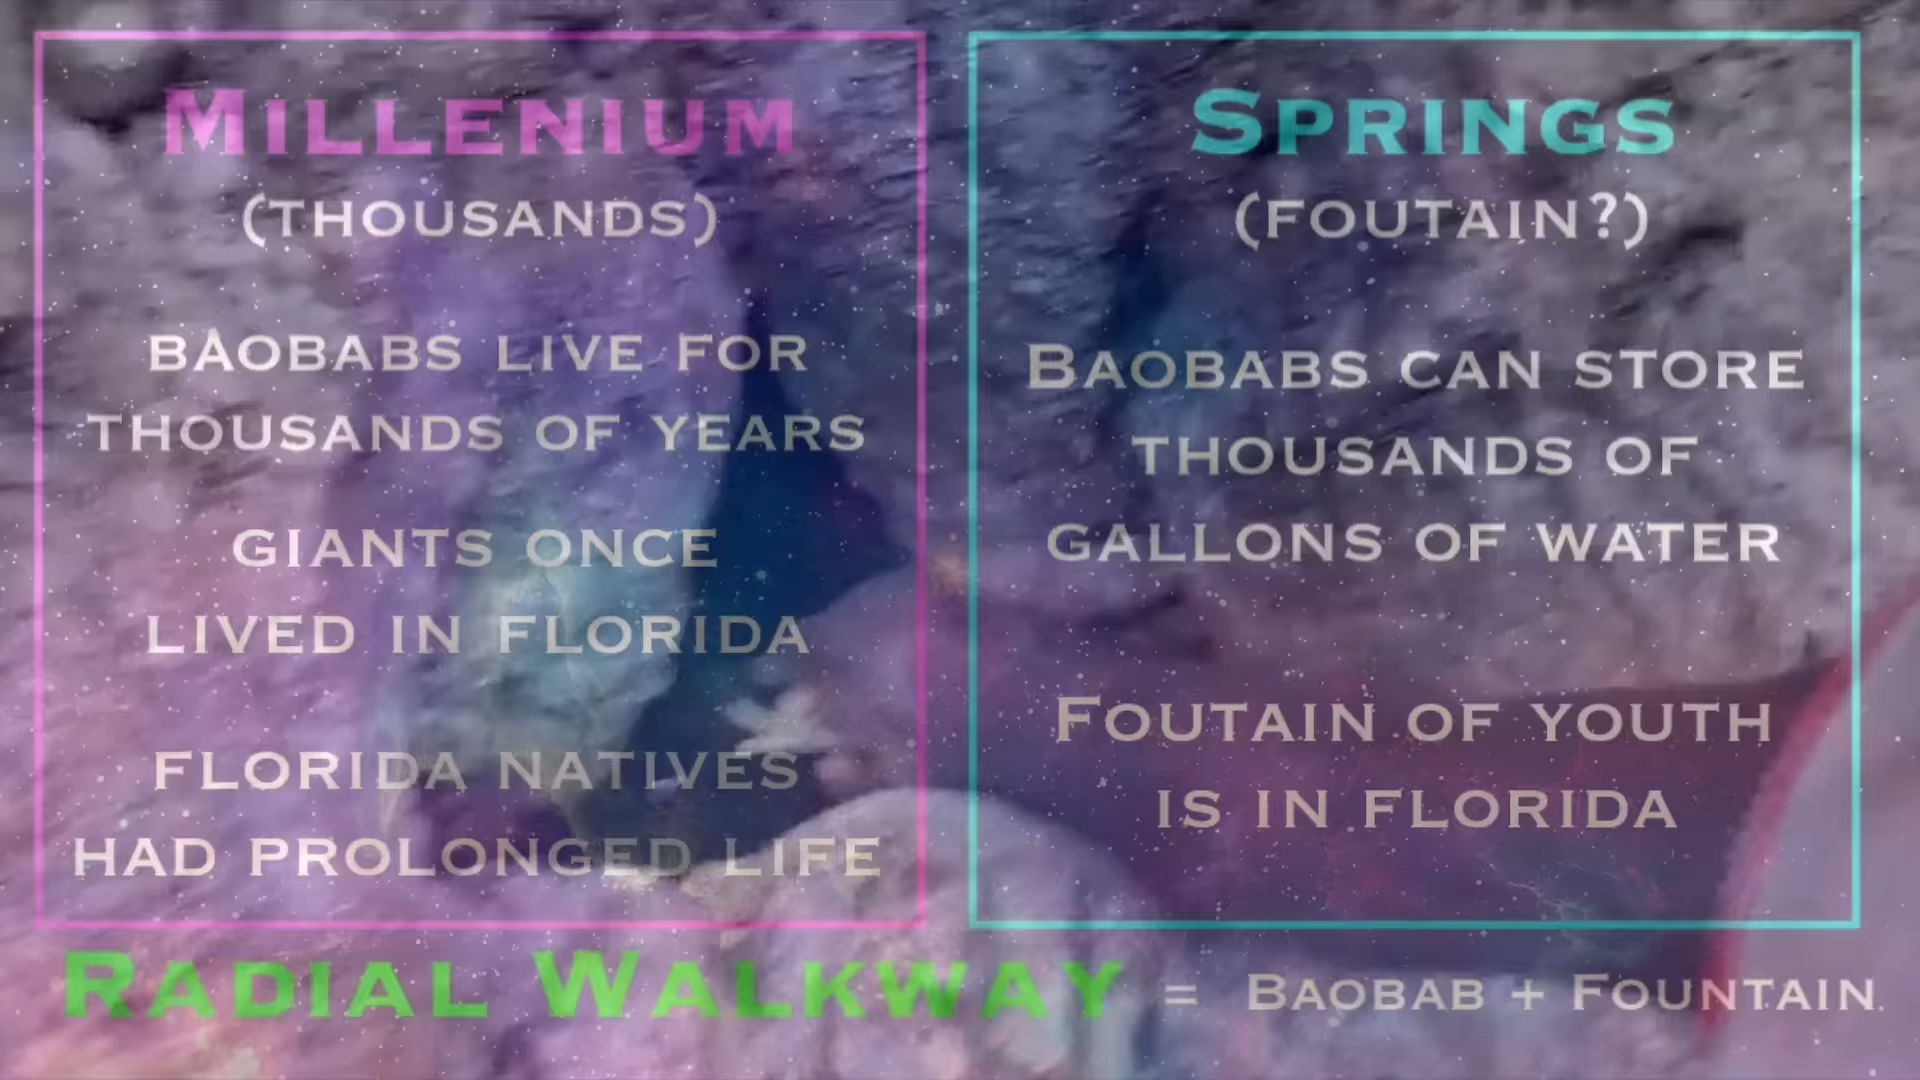 Millenium
(thousands)
baobabs live for
thousands of years
giants once
lived in Florida
Florida natives
had prolonged life
Springs
(foutain?)
Baobabs can store
thousands of
gallons of water
Foutain of youth
is in Florida
Radial Walkway = Baobab + Fountain